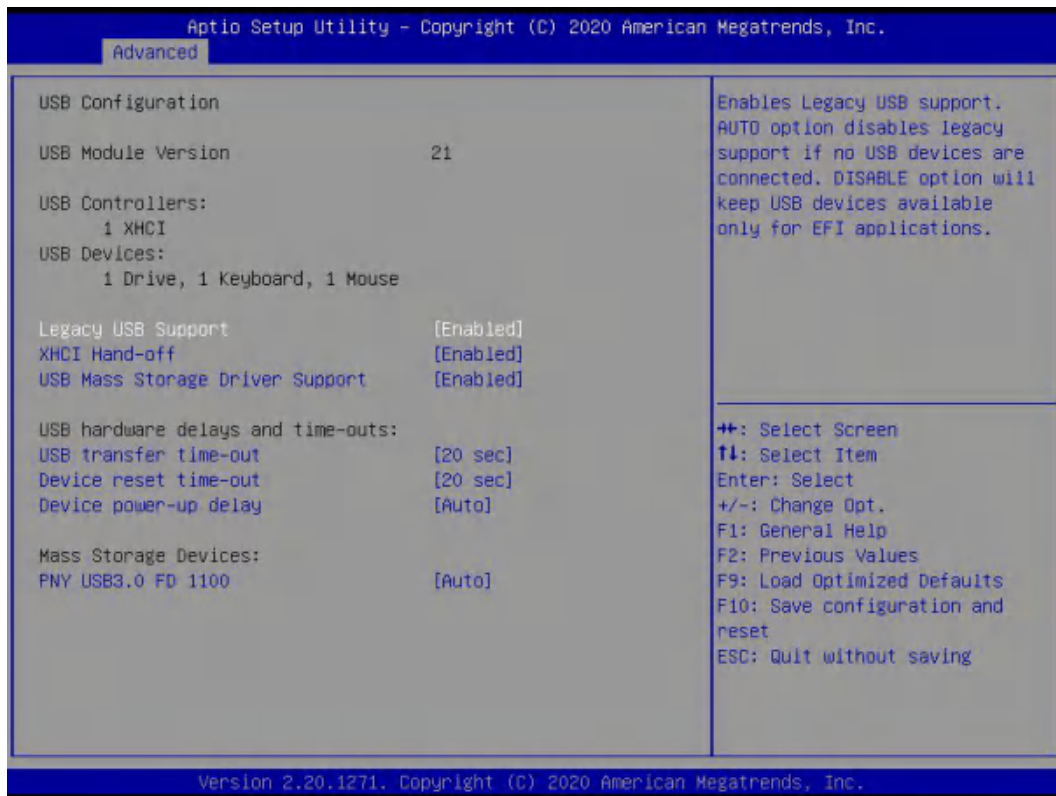 Aptio Setup Utility – Copyright (C) 2020 American Megatrends, Inc.
Advanced
USB Configuration
USB Module Version 21
USB Controllers:
1 XHCI
USB Devices:
1 Drive, 1 Keyboard, 1 Mouse
Legacy USB Support [Enabled]
XHCI Hand-off [Enabled]
USB Mass Storage Driver Support [Enabled]
USB hardware delays and time-outs:
USB transfer time-out [20 sec]
Device reset time-out [20 sec]
Device power-up delay [Auto]
Mass Storage Devices:
PNY USB3.0 FD 1100 [Auto]
Enables Legacy USB support.
AUTO option disables legacy
support if no USB devices are
connected. DISABLE option will
keep USB devices available
only for EFI applications.
→←: Select Screen
↑↓: Select Item
Enter: Select
+/-: Change Opt.
F1: General Help
F2: Previous Values
F9: Load Optimized Defaults
F10: Save configuration and
reset
ESC: Quit without saving
Version 2.20.1271. Copyright (C) 2020 American Megatrends, Inc.